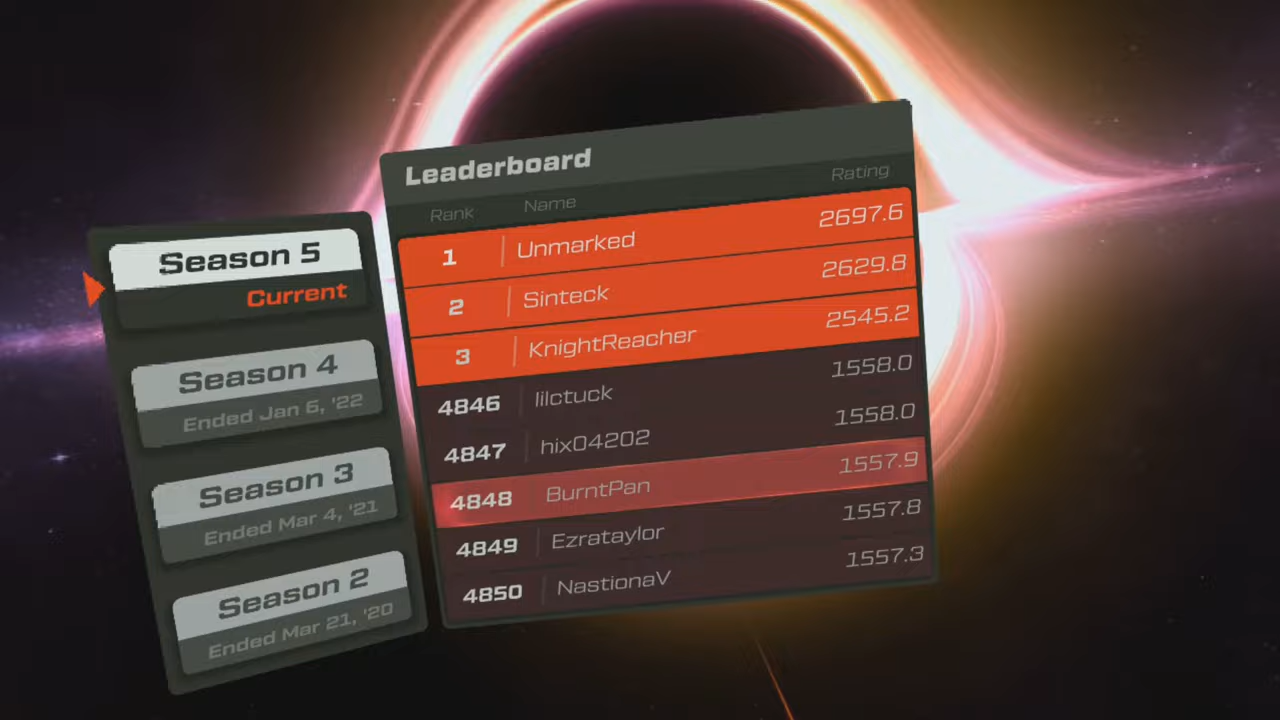 Leaderboard
Rank Name Rating
1 Unmarked 2697.6
2 Sinteck 2629.8
3 KnightReacher 2545.2
4846 lilctuck 1558.0
4847 hix04202 1558.0
4848 BurntPan 1557.9
4849 Ezrataylor 1557.8
4850 NastionaV 1557.3
Season 5
Current
Season 4
Ended Jan 6, '22
Season 3
Ended Mar 4, '21
Season 2
Ended Mar 21, '20